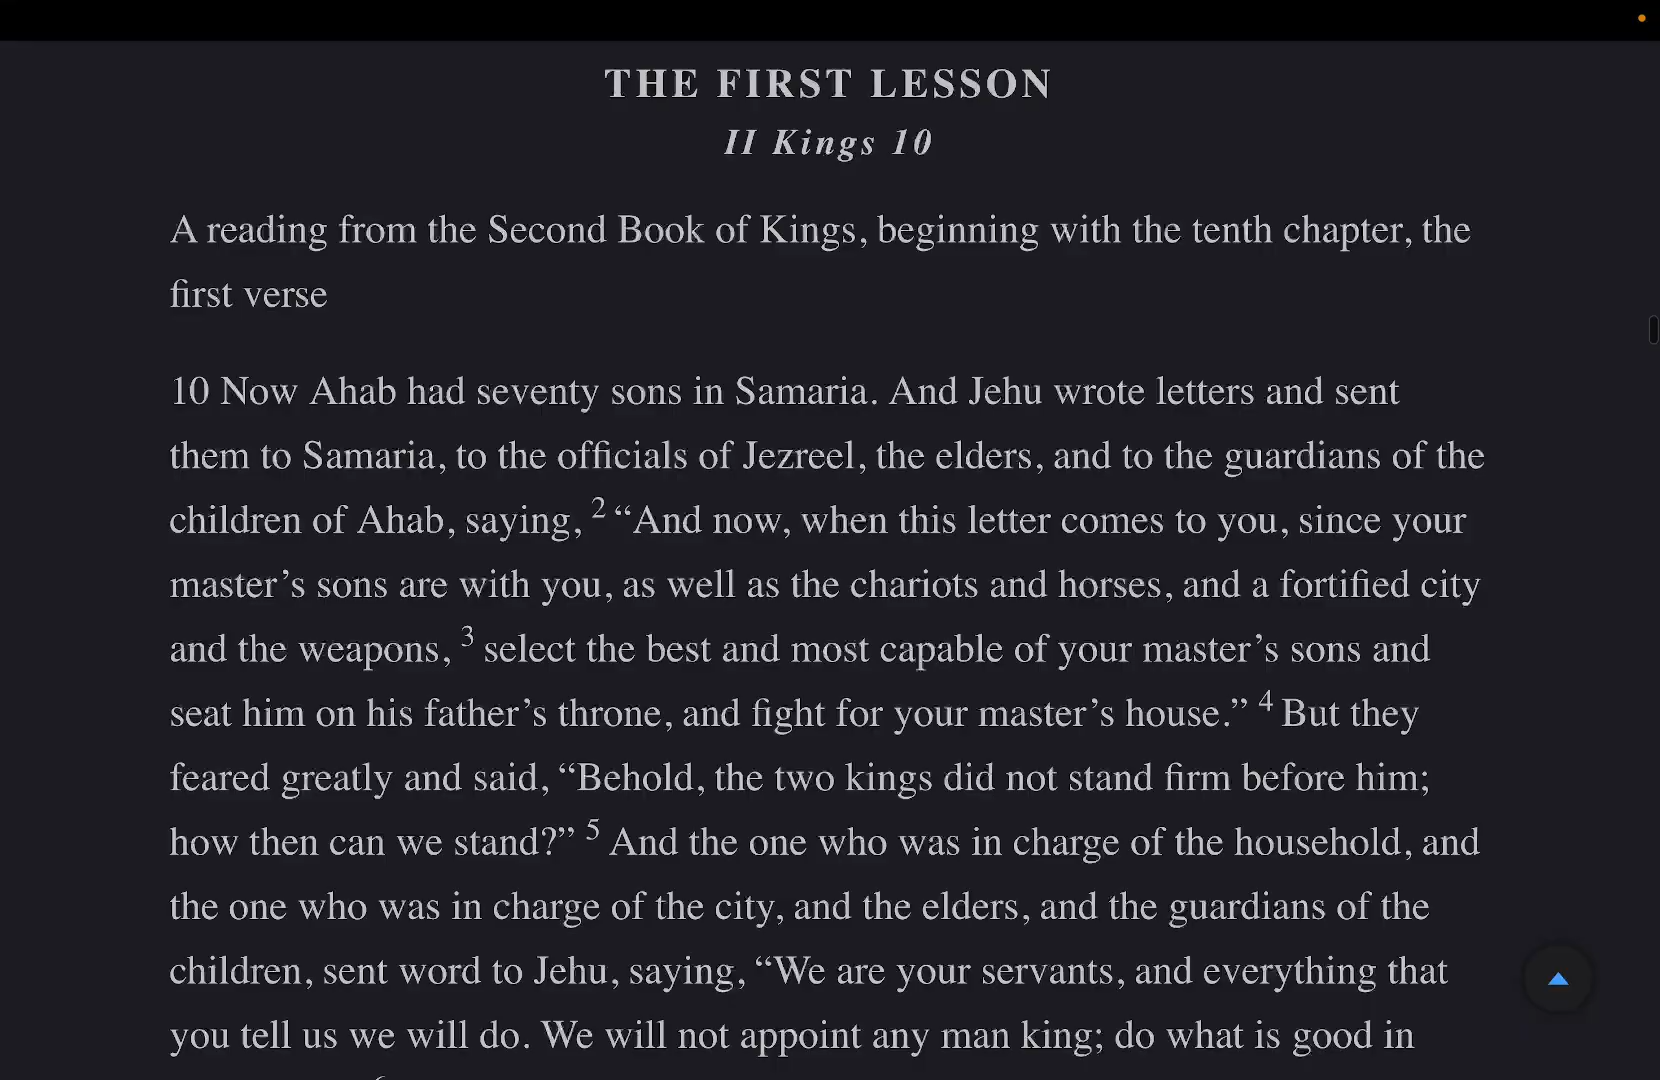 THE FIRST LESSON
II Kings 10
A reading from the Second Book of Kings, beginning with the tenth chapter, the
first verse
10 Now Ahab had seventy sons in Samaria. And Jehu wrote letters and sent
them to Samaria, to the officials of Jezreel, the elders, and to the guardians of the
children of Ahab, saying, 2 “And now, when this letter comes to you, since your
master’s sons are with you, as well as the chariots and horses, and a fortified city
and the weapons, 3 select the best and most capable of your master’s sons and
seat him on his father’s throne, and fight for your master’s house.” 4 But they
feared greatly and said, “Behold, the two kings did not stand firm before him;
how then can we stand?” 5 And the one who was in charge of the household, and
the one who was in charge of the city, and the elders, and the guardians of the
children, sent word to Jehu, saying, “We are your servants, and everything that
you tell us we will do. We will not appoint any man king; do what is good in